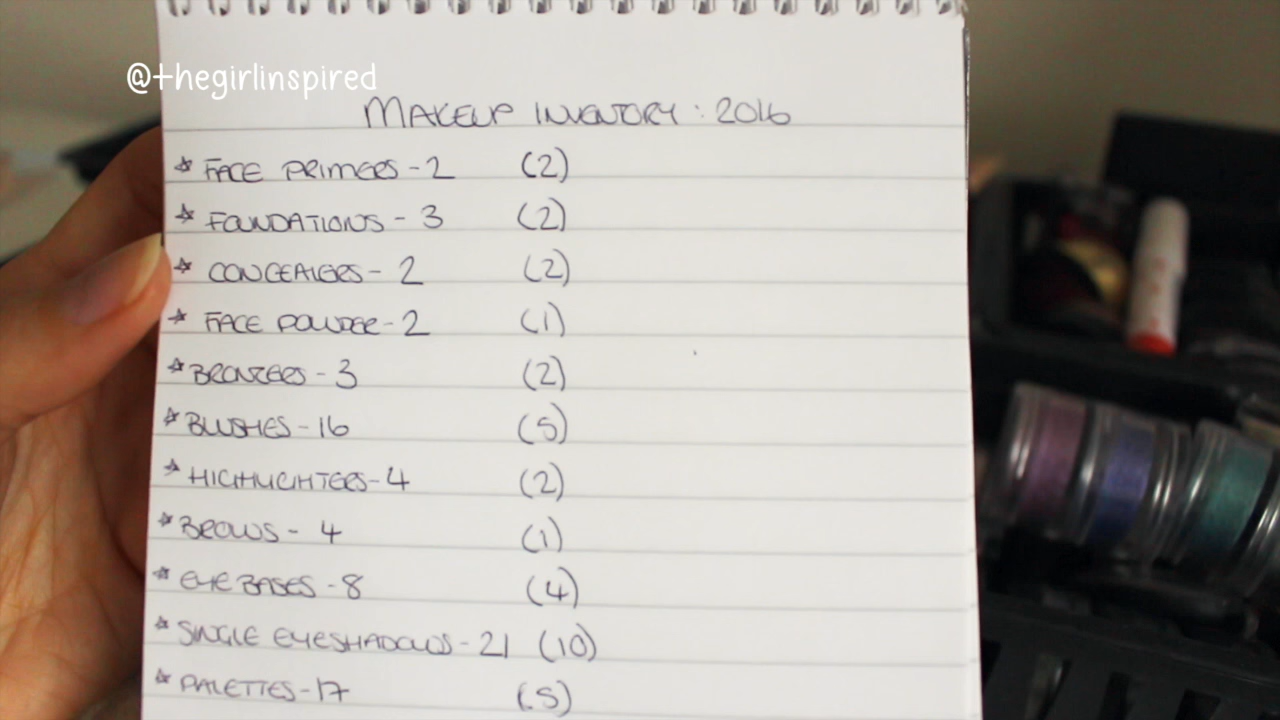 @thegirlinspired
MAKEUP INVENTORY : 2016
☆ FACE PRIMERS - 2 (2)
☆ FOUNDATIONS - 3 (2)
☆ CONCEALERS - 2 (2)
☆ FACE POWDER - 2 (1)
☆ BRONZERS - 3 (2)
☆ BLUSHES - 16 (5)
☆ HIGHLIGHTERS - 4 (2)
☆ BROWS - 4 (1)
☆ EYE BASES - 8 (4)
☆ SINGLE EYESHADOWS - 21 (10)
☆ PALETTES - 17 (5)